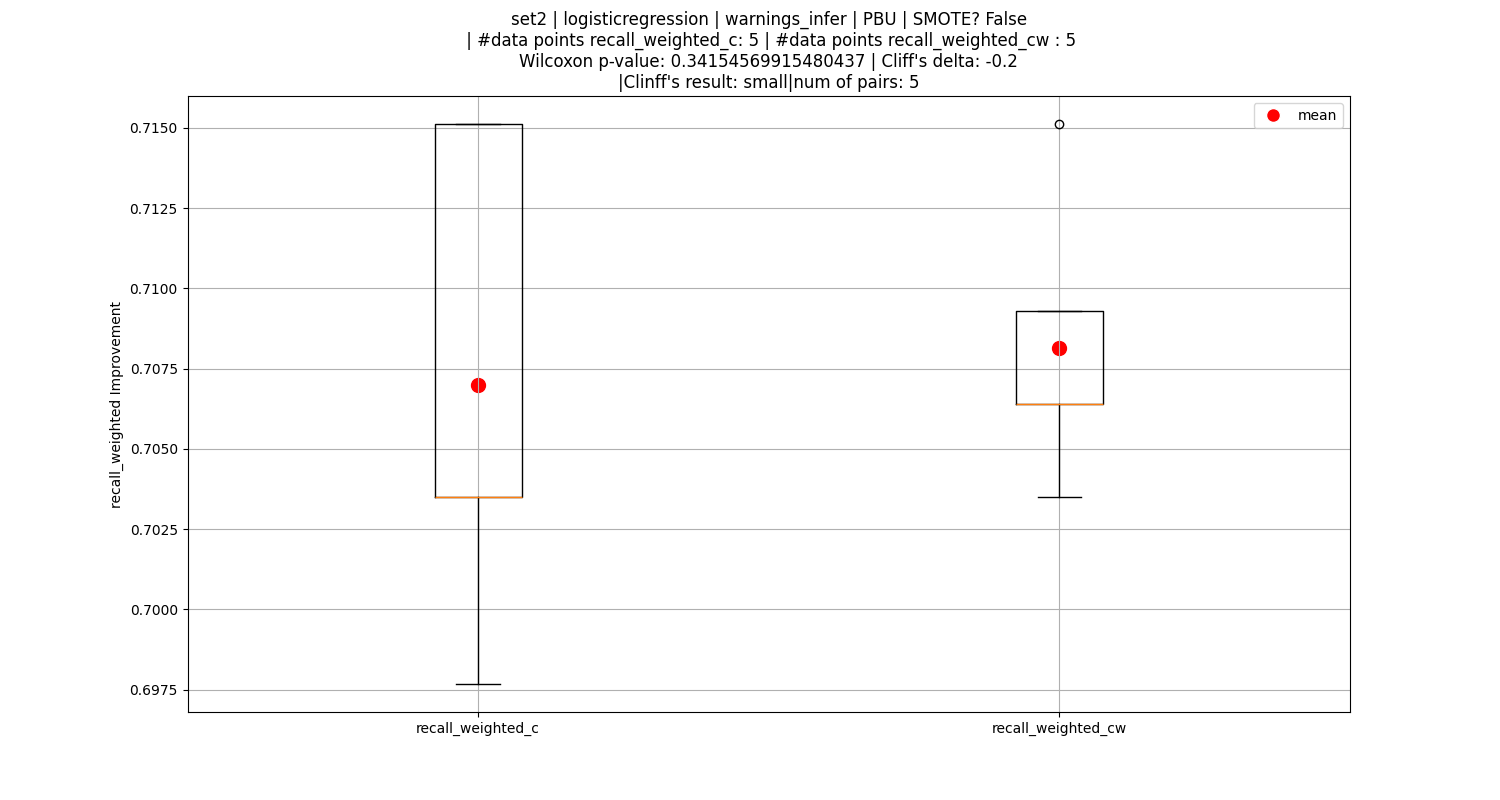 set2 | logisticregression | warnings_infer | PBU | SMOTE? False
| #data points recall_weighted_c: 5 | #data points recall_weighted_cw : 5
Wilcoxon p-value: 0.34154569915480437 | Cliff's delta: -0.2
|Clinff's result: small|num of pairs: 5
mean
0.7150
0.7125
0.7100
0.7075
0.7050
0.7025
0.7000
0.6975
recall_weighted Improvement
recall_weighted_c
recall_weighted_cw